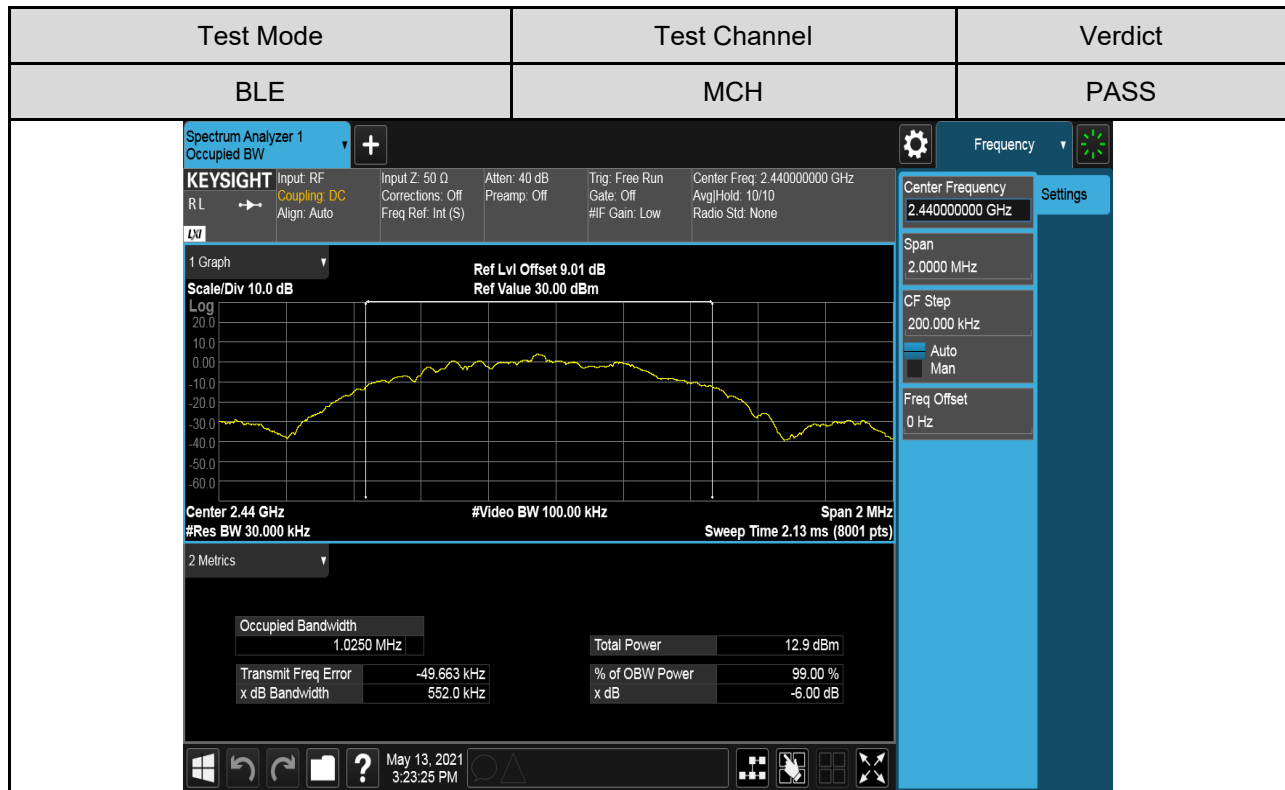 Test Mode Test Channel Verdict
BLE MCH PASS
Spectrum Analyzer 1
Occupied BW
Frequency
KEYSIGHT
R L
LXI
Input: RF
Coupling: DC
Align: Auto
Input Z: 50 Ω
Corrections: Off
Freq Ref: Int (S)
Atten: 40 dB
Preamp: Off
Trig: Free Run
Gate: Off
#IF Gain: Low
Center Freq: 2.440000000 GHz
Avg|Hold: 10/10
Radio Std: None
Center Frequency
2.440000000 GHz
Settings
Span
2.0000 MHz
CF Step
200.000 kHz
Auto
Man
Freq Offset
0 Hz
1 Graph
Ref Lvl Offset 9.01 dB
Scale/Div 10.0 dB Ref Value 30.00 dBm
Log
20.0
10.0
0.00
-10.0
-20.0
-30.0
-40.0
-50.0
-60.0
Center 2.44 GHz #Video BW 100.00 kHz Span 2 MHz
#Res BW 30.000 kHz Sweep Time 2.13 ms (8001 pts)
2 Metrics
Occupied Bandwidth
1.0250 MHz
Total Power 12.9 dBm
Transmit Freq Error -49.663 kHz
% of OBW Power 99.00 %
x dB Bandwidth 552.0 kHz
x dB -6.00 dB
?
May 13, 2021
3:23:25 PM